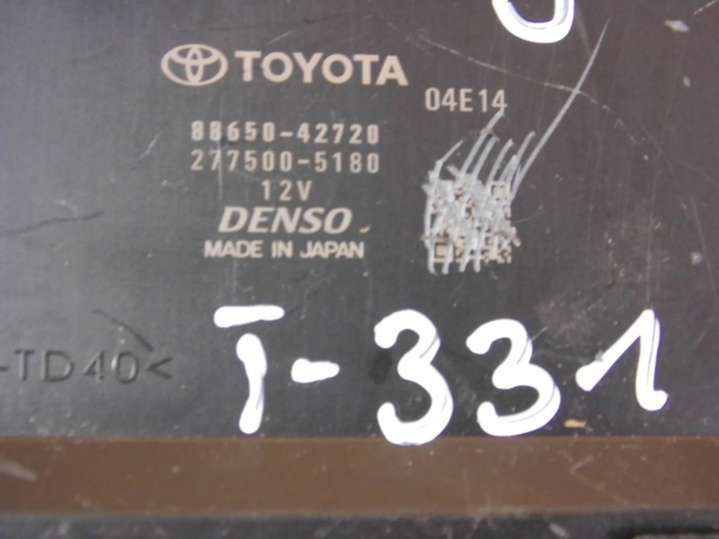 TOYOTA
04E14
88650-42720
277500-5180
12V
DENSO
MADE IN JAPAN
-TD40<
T-331